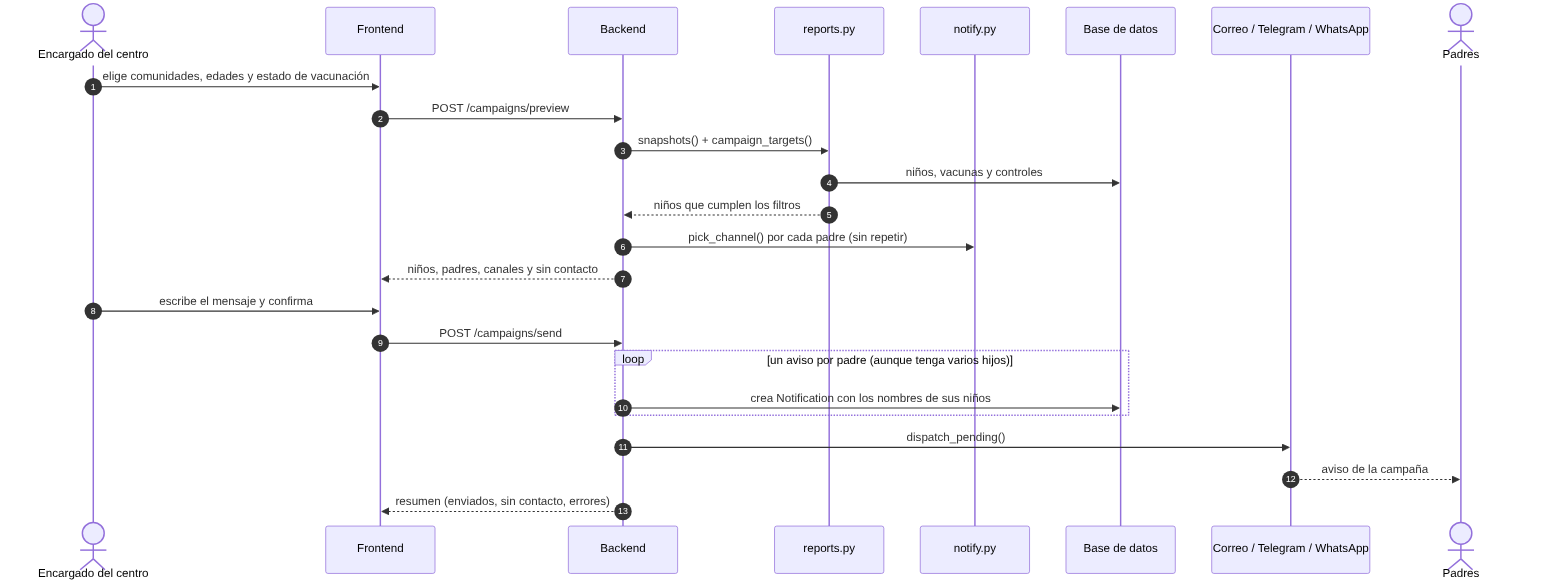 Encargado del centro
Frontend
Backend
reports.py
notify.py
Base de datos
Correo / Telegram / WhatsApp
Padres
1 elige comunidades, edades y estado de vacunación
2 POST /campaigns/preview
3 snapshots() + campaign_targets()
4 niños, vacunas y controles
niños que cumplen los filtros 5
6 pick_channel() por cada padre (sin repetir)
niños, padres, canales y sin contacto 7
8 escribe el mensaje y confirma
9 POST /campaigns/send
loop [un aviso por padre (aunque tenga varios hijos)]
10 crea Notification con los nombres de sus niños
11 dispatch_pending()
12 aviso de la campaña
resumen (enviados, sin contacto, errores) 13
Encargado del centro
Frontend
Backend
reports.py
notify.py
Base de datos
Correo / Telegram / WhatsApp
Padres